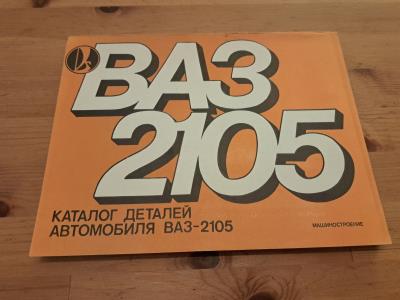 ВАЗ
2105
КАТАЛОГ ДЕТАЛЕЙ
АВТОМОБИЛЯ ВАЗ-2105
МАШИНОСТРОЕНИЕ